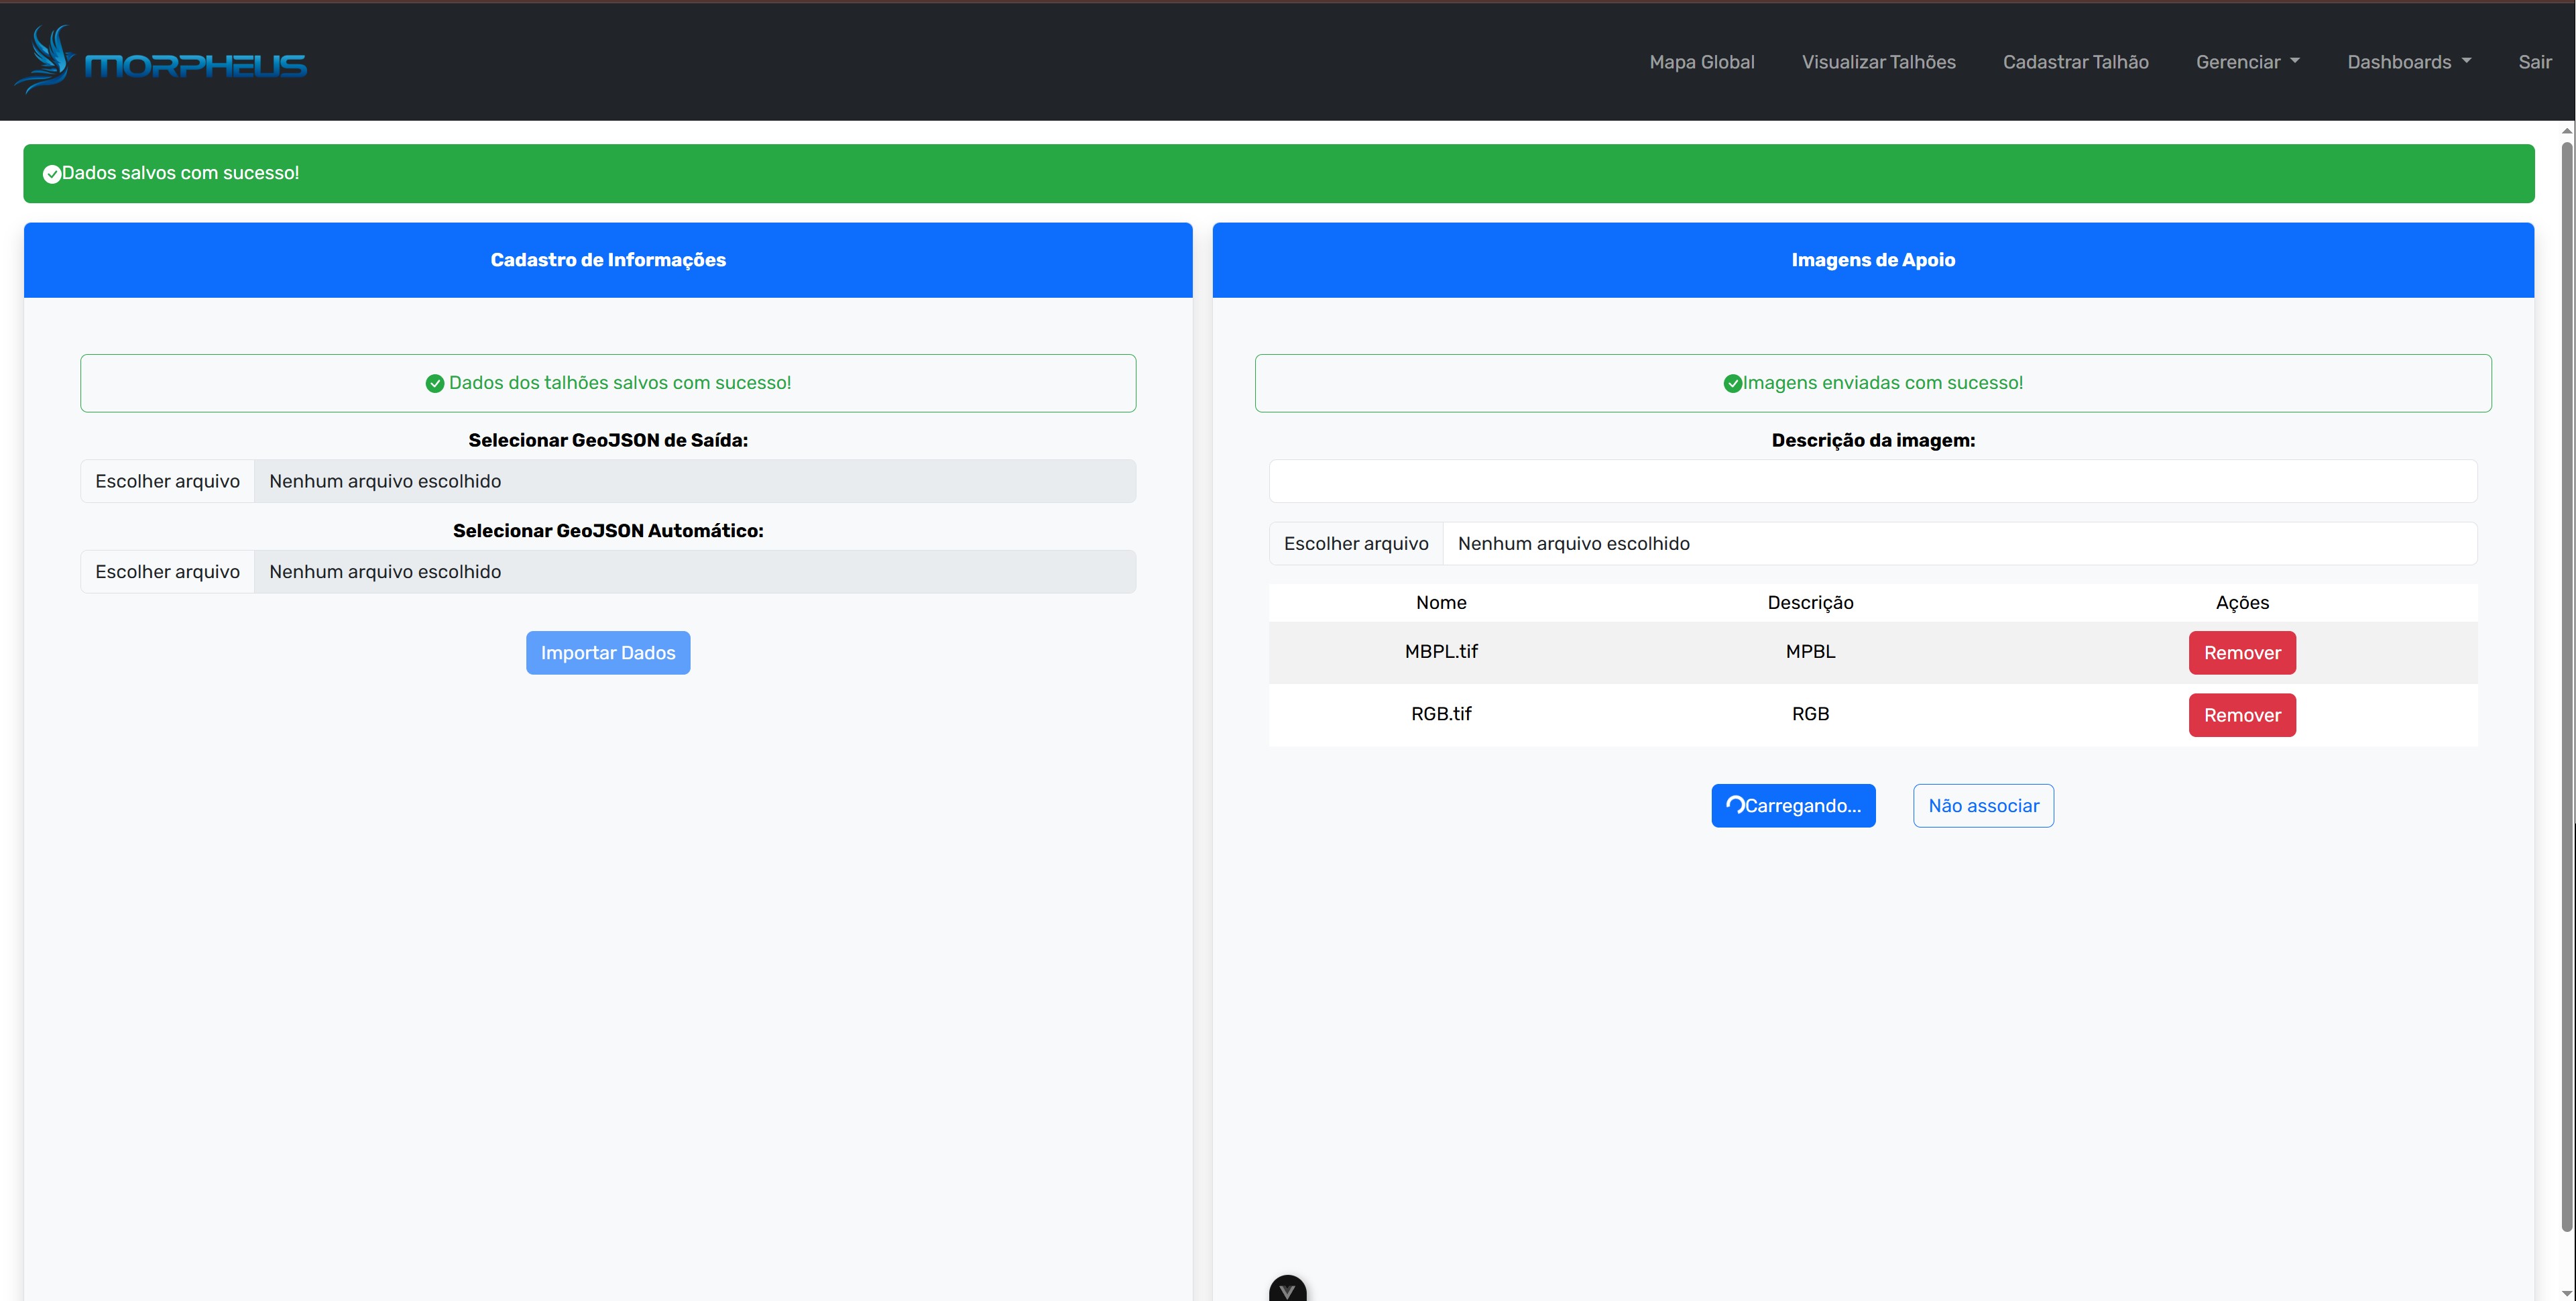 MORPHEUS
Mapa Global Visualizar Talhões Cadastrar Talhão Gerenciar Dashboards Sair
Dados salvos com sucesso!
Cadastro de Informações
Dados dos talhões salvos com sucesso!
Selecionar GeoJSON de Saída:
Escolher arquivo Nenhum arquivo escolhido
Selecionar GeoJSON Automático:
Escolher arquivo Nenhum arquivo escolhido
Importar Dados
Imagens de Apoio
Imagens enviadas com sucesso!
Descrição da imagem:
Escolher arquivo Nenhum arquivo escolhido
Nome Descrição Ações
MBPL.tif MPBL Remover
RGB.tif RGB Remover
Carregando... Não associar